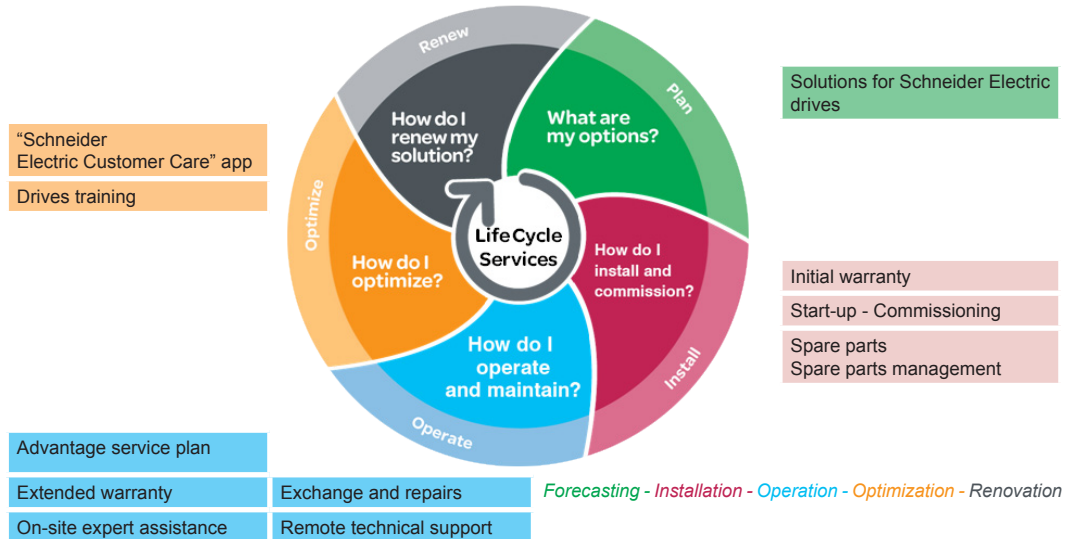 Renew
Plan
Install
Operate
Optimize
How do I
renew my
solution?
What are
my options?
How do I
install and
commission?
How do I
operate
and maintain?
How do I
optimize?
Life Cycle
Services
Solutions for Schneider Electric
drives
“Schneider
Electric Customer Care” app
Drives training
Initial warranty
Start-up - Commissioning
Spare parts
Spare parts management
Advantage service plan
Extended warranty
Exchange and repairs
On-site expert assistance
Remote technical support
Forecasting - Installation - Operation - Optimization - Renovation